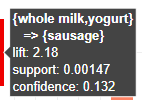 {whole milk,yogurt}
=> {sausage}
lift: 2.18
support: 0.00147
confidence: 0.132